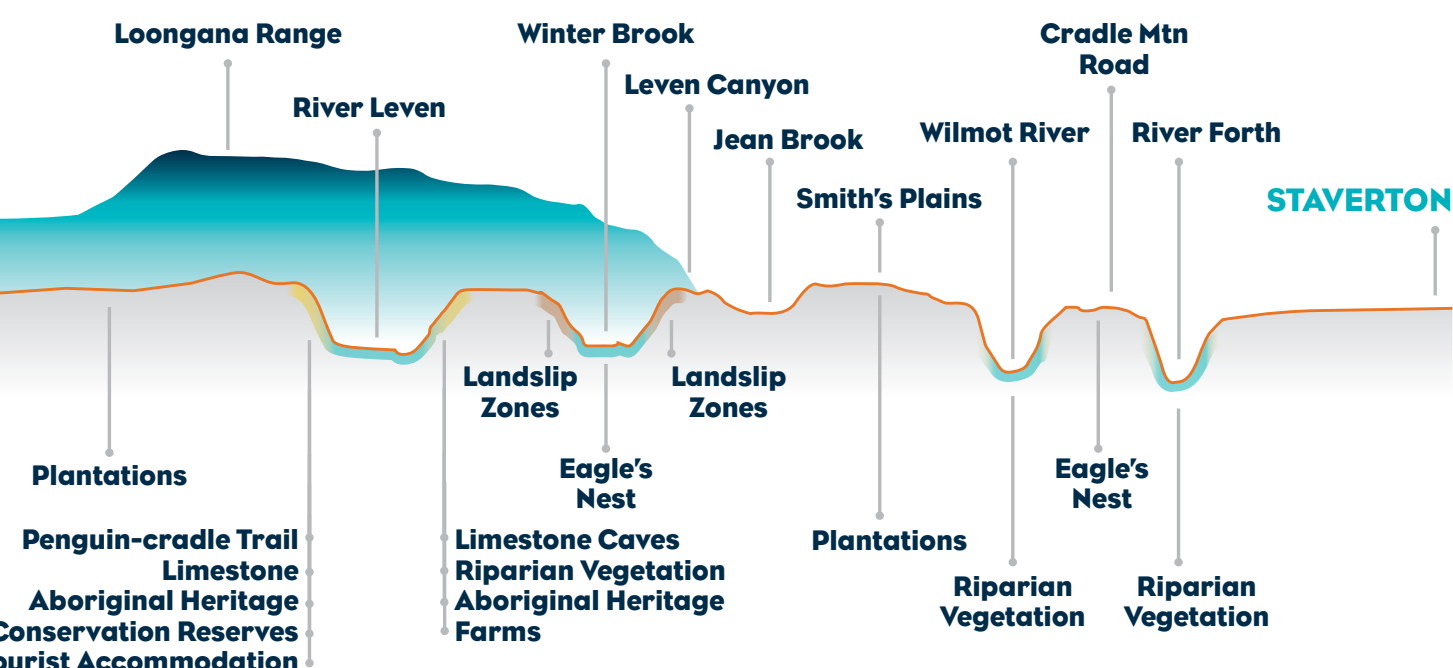 Loongana Range
Winter Brook
Cradle Mtn
Road
Leven Canyon
River Leven
Jean Brook
Wilmot River
River Forth
Smith's Plains
STAVERTON
Landslip
Zones
Landslip
Zones
Plantations
Eagle's
Nest
Eagle's
Nest
Penguin-cradle Trail
Limestone
Aboriginal Heritage
Conservation Reserves
ourist Accommodation
Limestone Caves
Riparian Vegetation
Aboriginal Heritage
Farms
Plantations
Riparian
Vegetation
Riparian
Vegetation